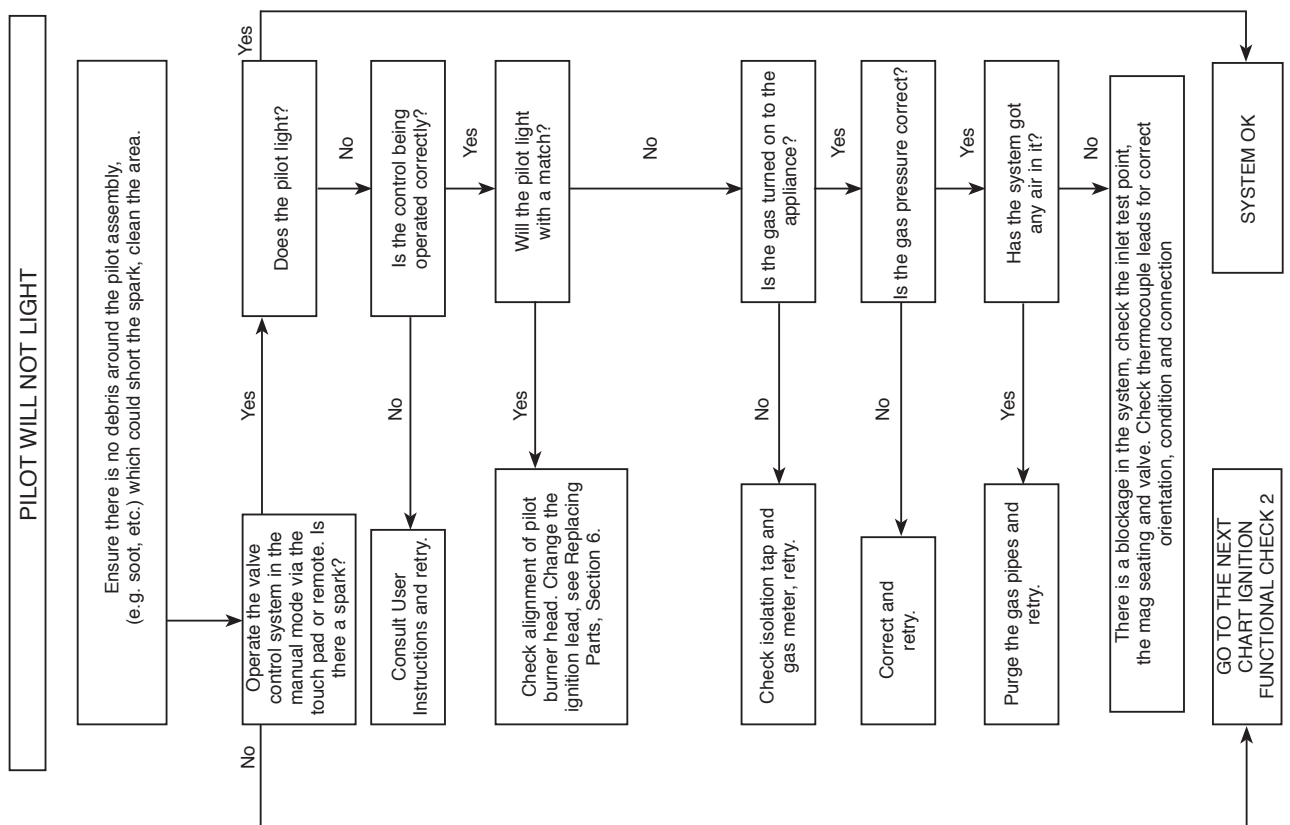 PILOT WILL NOT LIGHT
Ensure there is no debris around the pilot assembly,
(e.g. soot, etc.) which could short the spark, clean the area.
Operate the valve
control system in the
manual mode via the
touch pad or remote. Is
there a spark?
No
Yes
Does the pilot light?
Yes
No
Is the control being
operated correctly?
No
Consult User
Instructions and retry.
Yes
Will the pilot light
with a match?
Yes
Check alignment of pilot
burner head. Change the
ignition lead, see Replacing
Parts, Section 6.
No
Is the gas turned on to the
appliance?
No
Check isolation tap and
gas meter, retry.
Yes
Is the gas pressure correct?
No
Correct and
retry.
Yes
Has the system got
any air in it?
Yes
Purge the gas pipes and
retry.
No
There is a blockage in the system, check the inlet test point,
the mag seating and valve. Check thermocouple leads for correct
orientation, condition and connection
GO TO THE NEXT
CHART IGNITION
FUNCTIONAL CHECK 2
SYSTEM OK